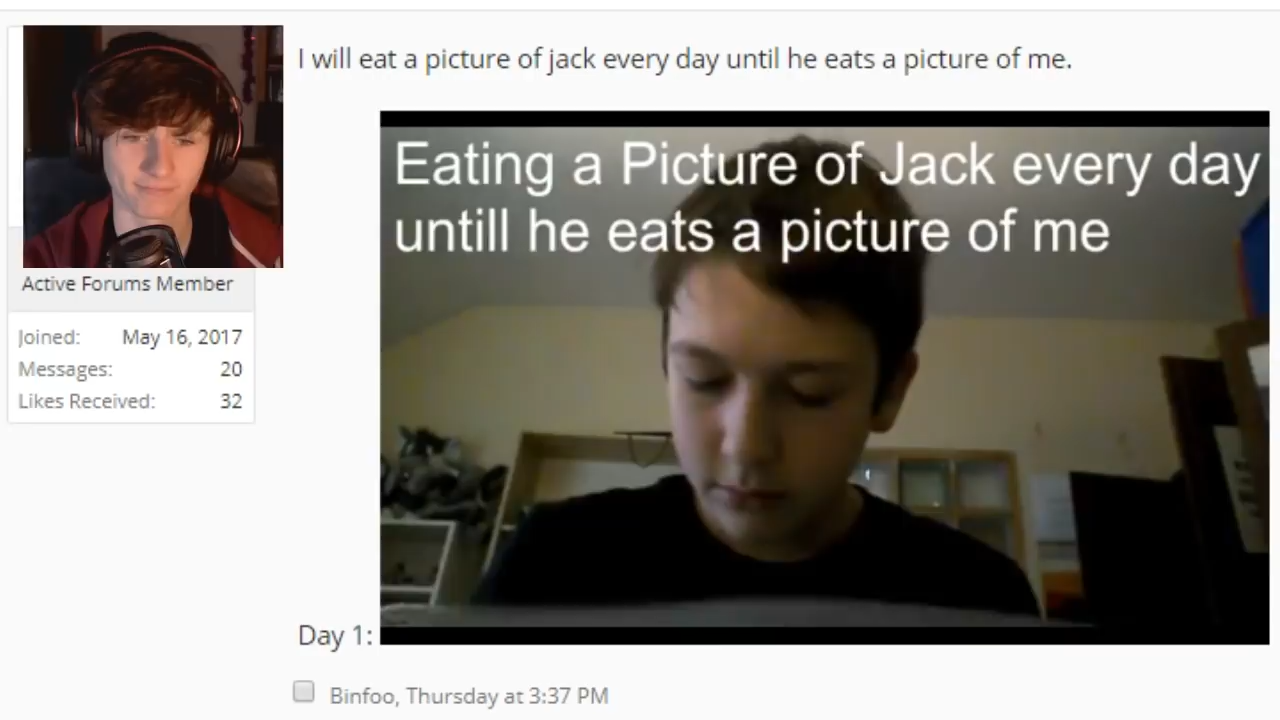 I will eat a picture of jack every day until he eats a picture of me.
Eating a Picture of Jack every day
untill he eats a picture of me
Active Forums Member
Joined: May 16, 2017
Messages: 20
Likes Received: 32
Day 1:
Binfoo, Thursday at 3:37 PM